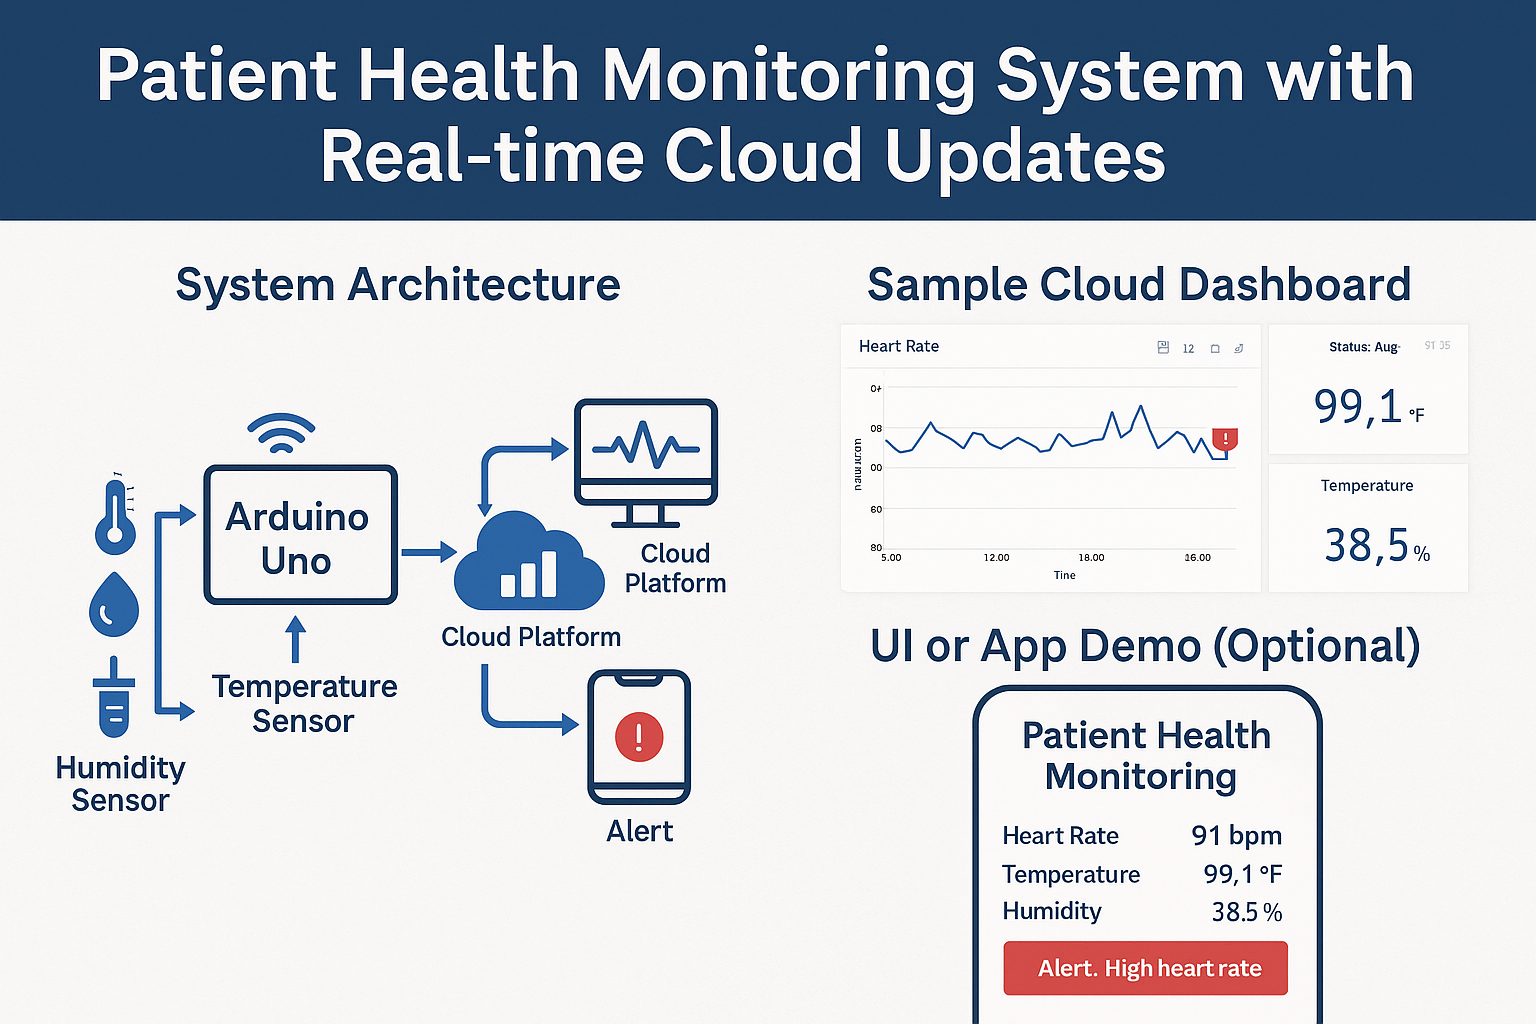 Patient Health Monitoring System with
Real-time Cloud Updates
System Architecture
Arduino
Uno
Temperature
Sensor
Humidity
Sensor
Cloud
Platform
Cloud Platform
Alert
Sample Cloud Dashboard
Heart Rate
12
08
00
60
80
5.00 12.00 18.00 16.00
Tine
Status: Aug
99,1 °F
Temperature
38,5 %
UI or App Demo (Optional)
Patient Health
Monitoring
Heart Rate 91 bpm
Temperature 99,1 °F
Humidity 38.5 %
Alert. High heart rate